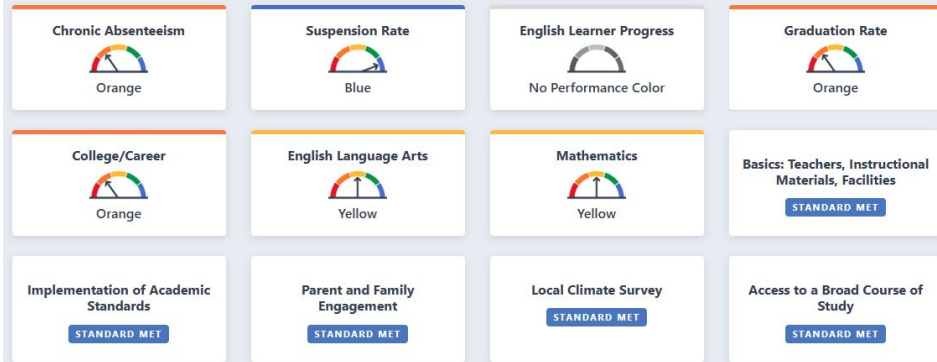 Chronic Absenteeism
Orange
Suspension Rate
Blue
English Learner Progress
No Performance Color
Graduation Rate
Orange
College/Career
Orange
English Language Arts
Yellow
Mathematics
Yellow
Basics: Teachers, Instructional
Materials, Facilities
STANDARD MET
Implementation of Academic
Standards
STANDARD MET
Parent and Family
Engagement
STANDARD MET
Local Climate Survey
STANDARD MET
Access to a Broad Course of
Study
STANDARD MET